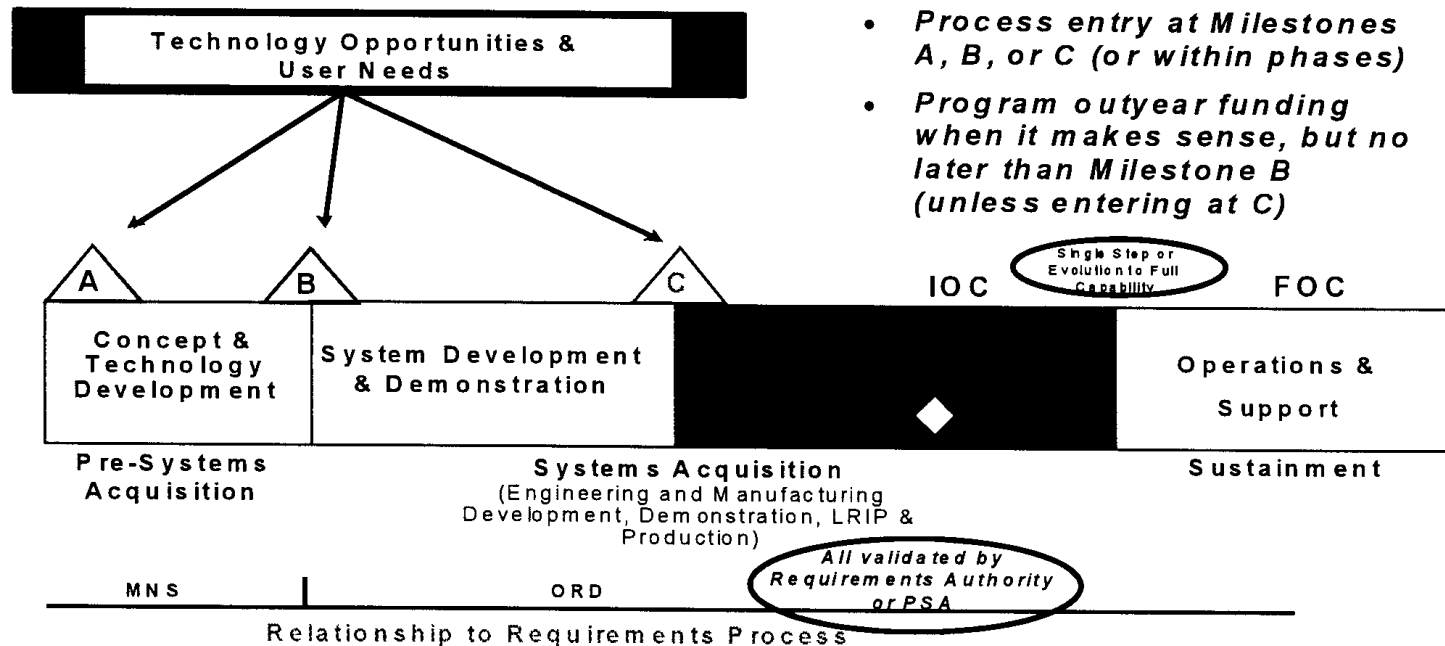 Technology Opportunities &
User Needs
• Process entry at Milestones
A, B, or C (or within phases)
• Program outyear funding
when it makes sense, but no
later than Milestone B
(unless entering at C)
A
B
C
IOC
Single Step or
Evolution to Full
Capability
FOC
Concept &
Technology
Development
System Development
& Demonstration
Operations &
Support
Pre-Systems
Acquisition
Systems Acquisition
(Engineering and Manufacturing
Development, Demonstration, LRIP &
Production)
Sustainment
All validated by
Requirements Authority
or PSA
MNS
ORD
Relationship to Requirements Process